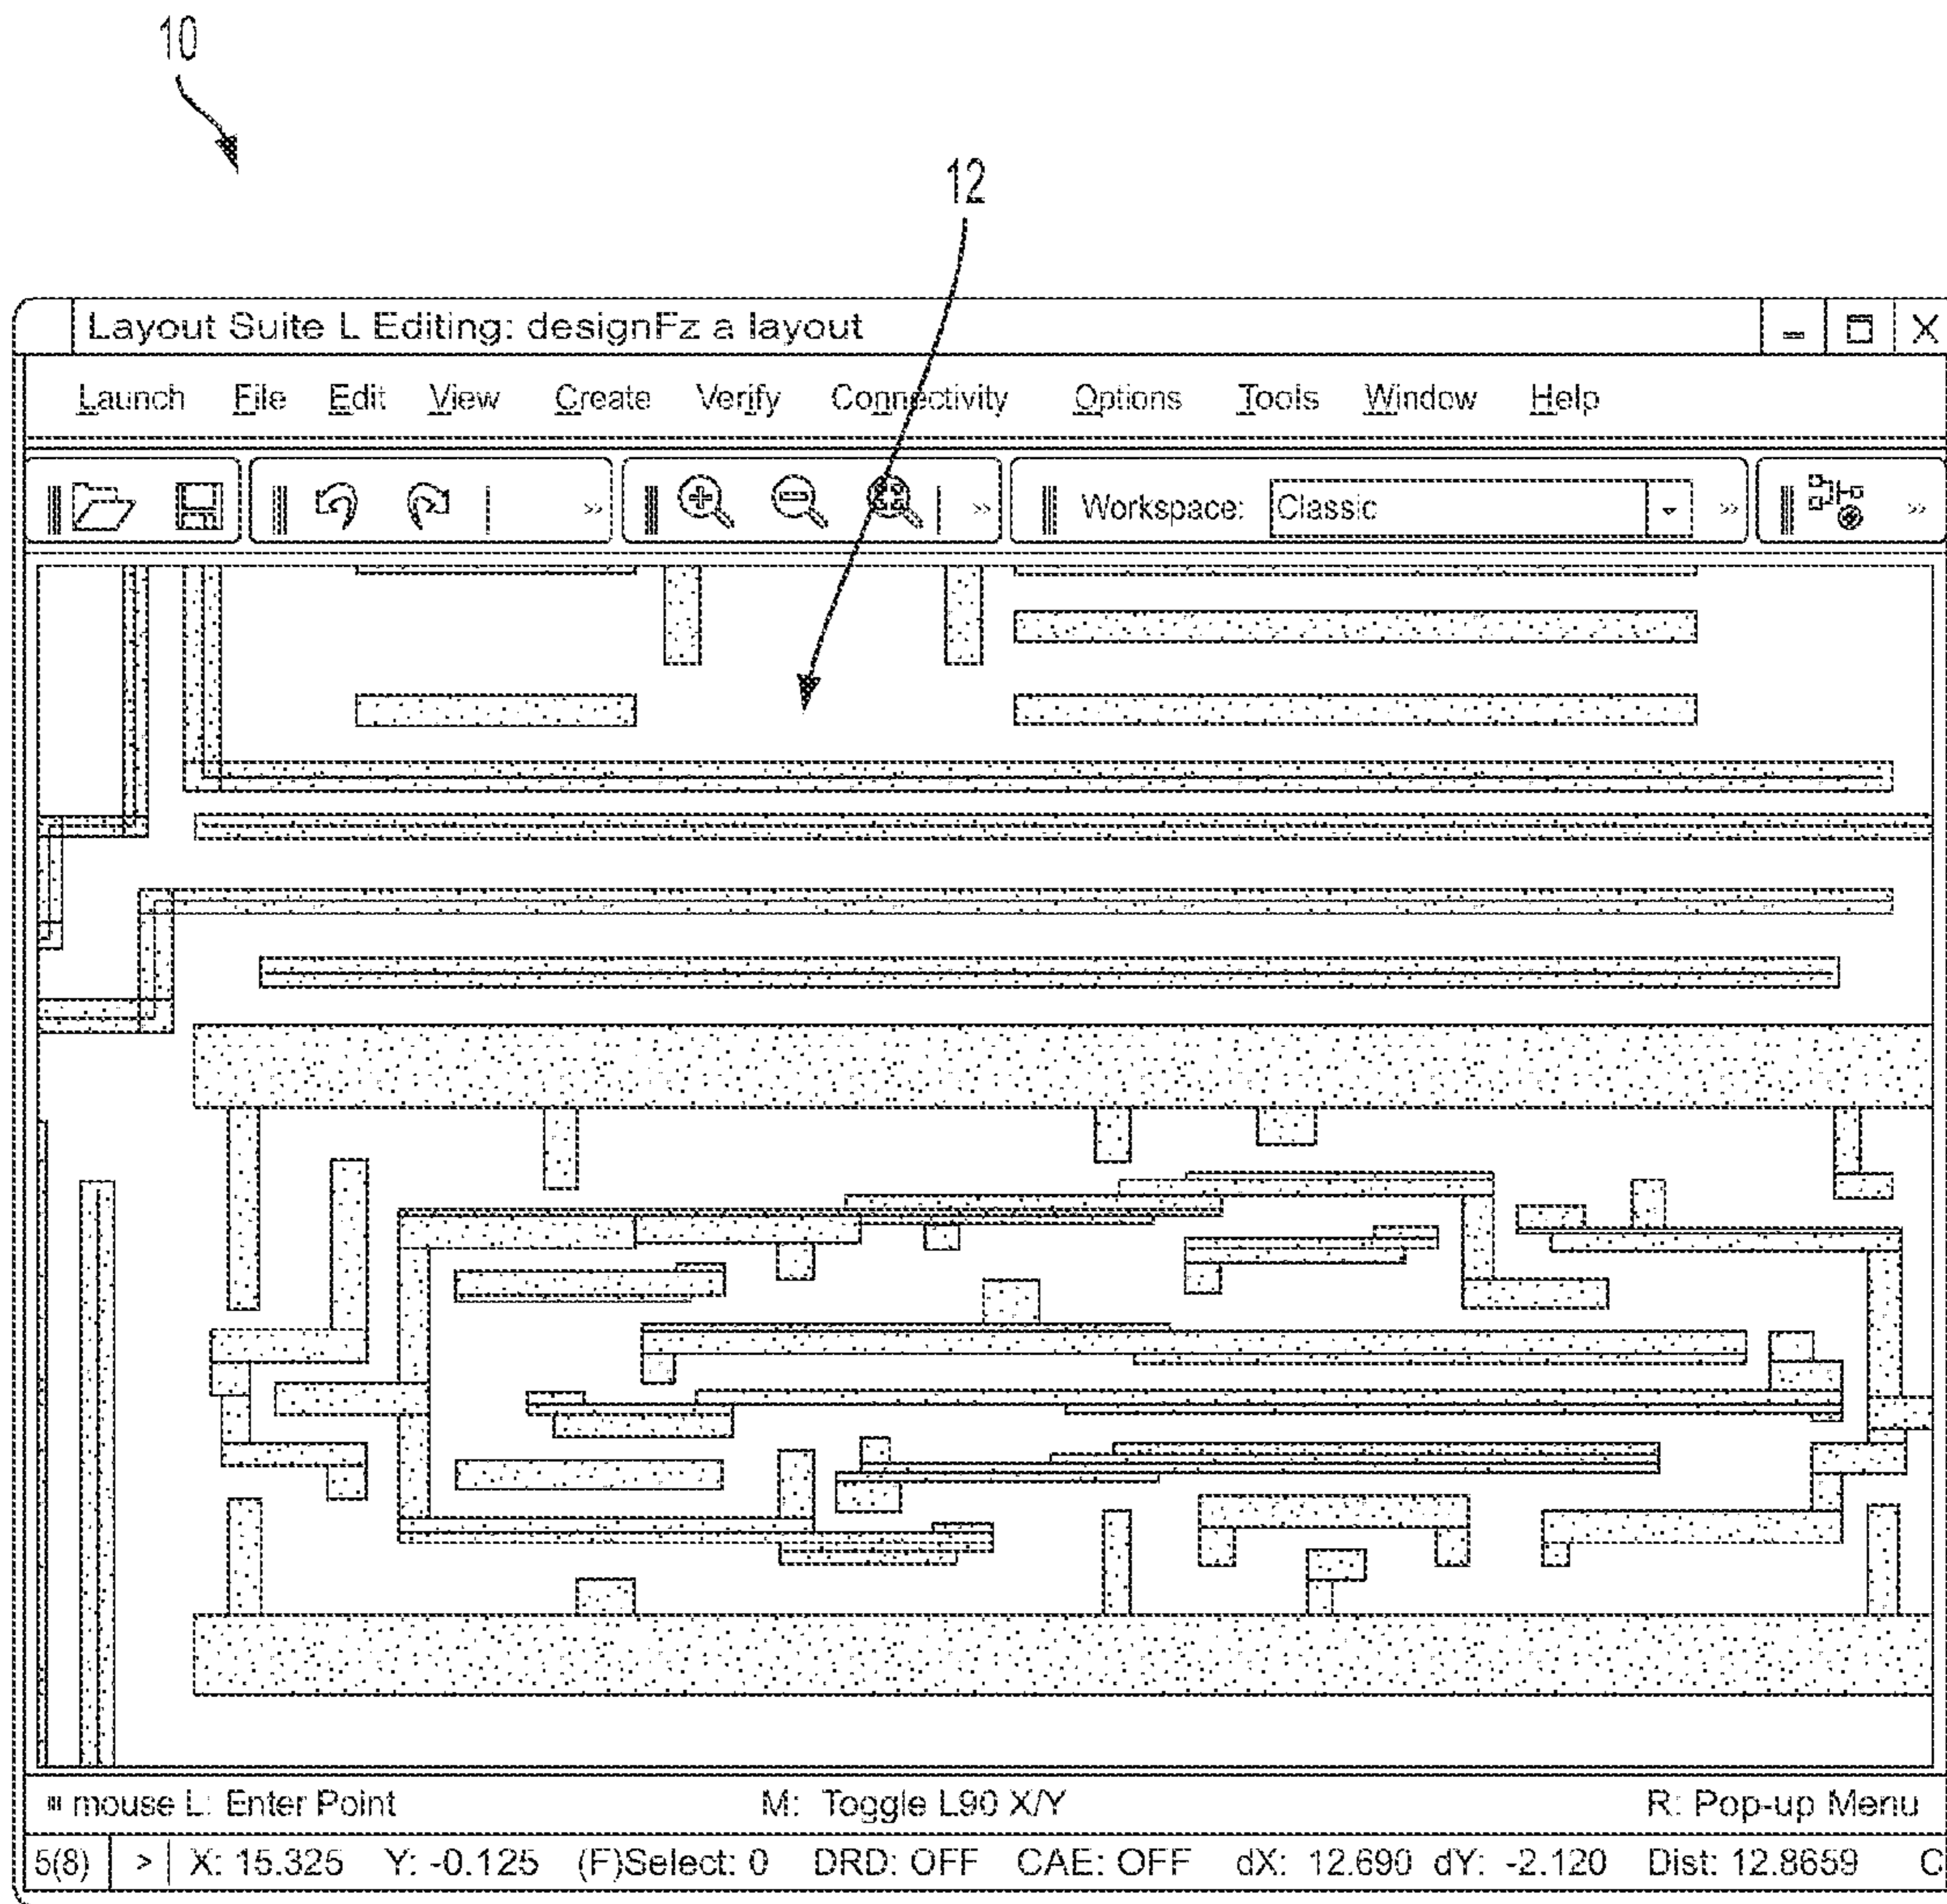 10
12
Layout Suite L Editing: designFz a layout
Launch File Edit View Create Verify Connectivity Options Tools Window Help
Workspace: Classic
mouse L: Enter Point M: Toggle L90 X/Y R: Pop-up Menu
5(8) > X: 15.325 Y: -0.125 (F)Select: 0 DRD: OFF CAE: OFF dX: 12.690 dY: -2.120 Dist: 12.8659 C